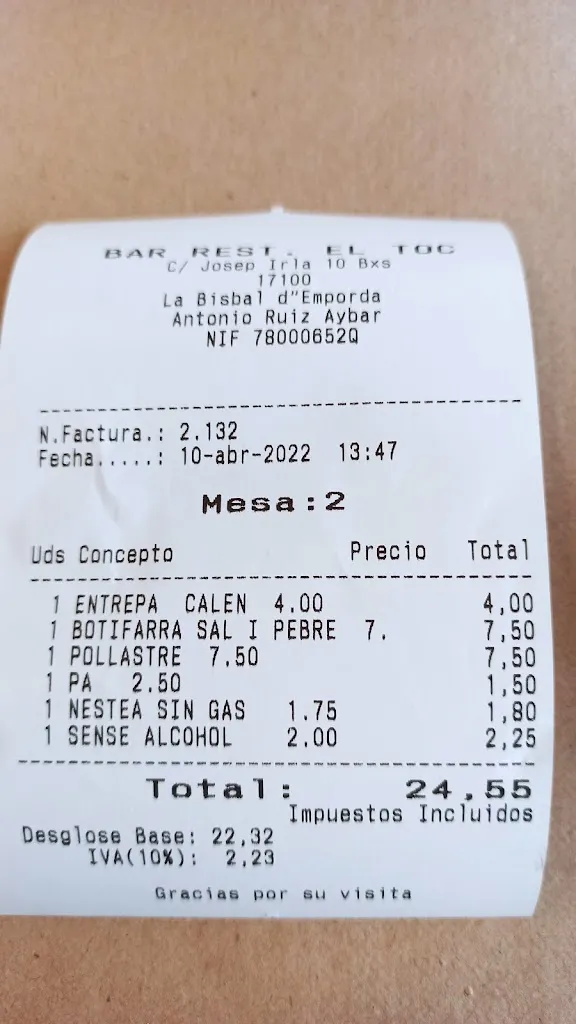 BAR REST. EL TOC
C/ Josep Irla 10 Bxs
17100
La Bisbal d"Emporda
Antonio Ruiz Aybar
NIF 78000652Q
N.Factura.: 2.132
Fecha.....: 10-abr-2022 13:47
Mesa:2
Uds Concepto Precio Total
1 ENTREPA CALEN 4.00 4,00
1 BOTIFARRA SAL I PEBRE 7. 7,50
1 POLLASTRE 7.50 7,50
1 PA 2.50 1,50
1 NESTEA SIN GAS 1.75 1,80
1 SENSE ALCOHOL 2.00 2,25
Total: 24,55
Impuestos Incluidos
Desglose Base: 22,32
IVA(10%): 2,23
Gracias por su visita